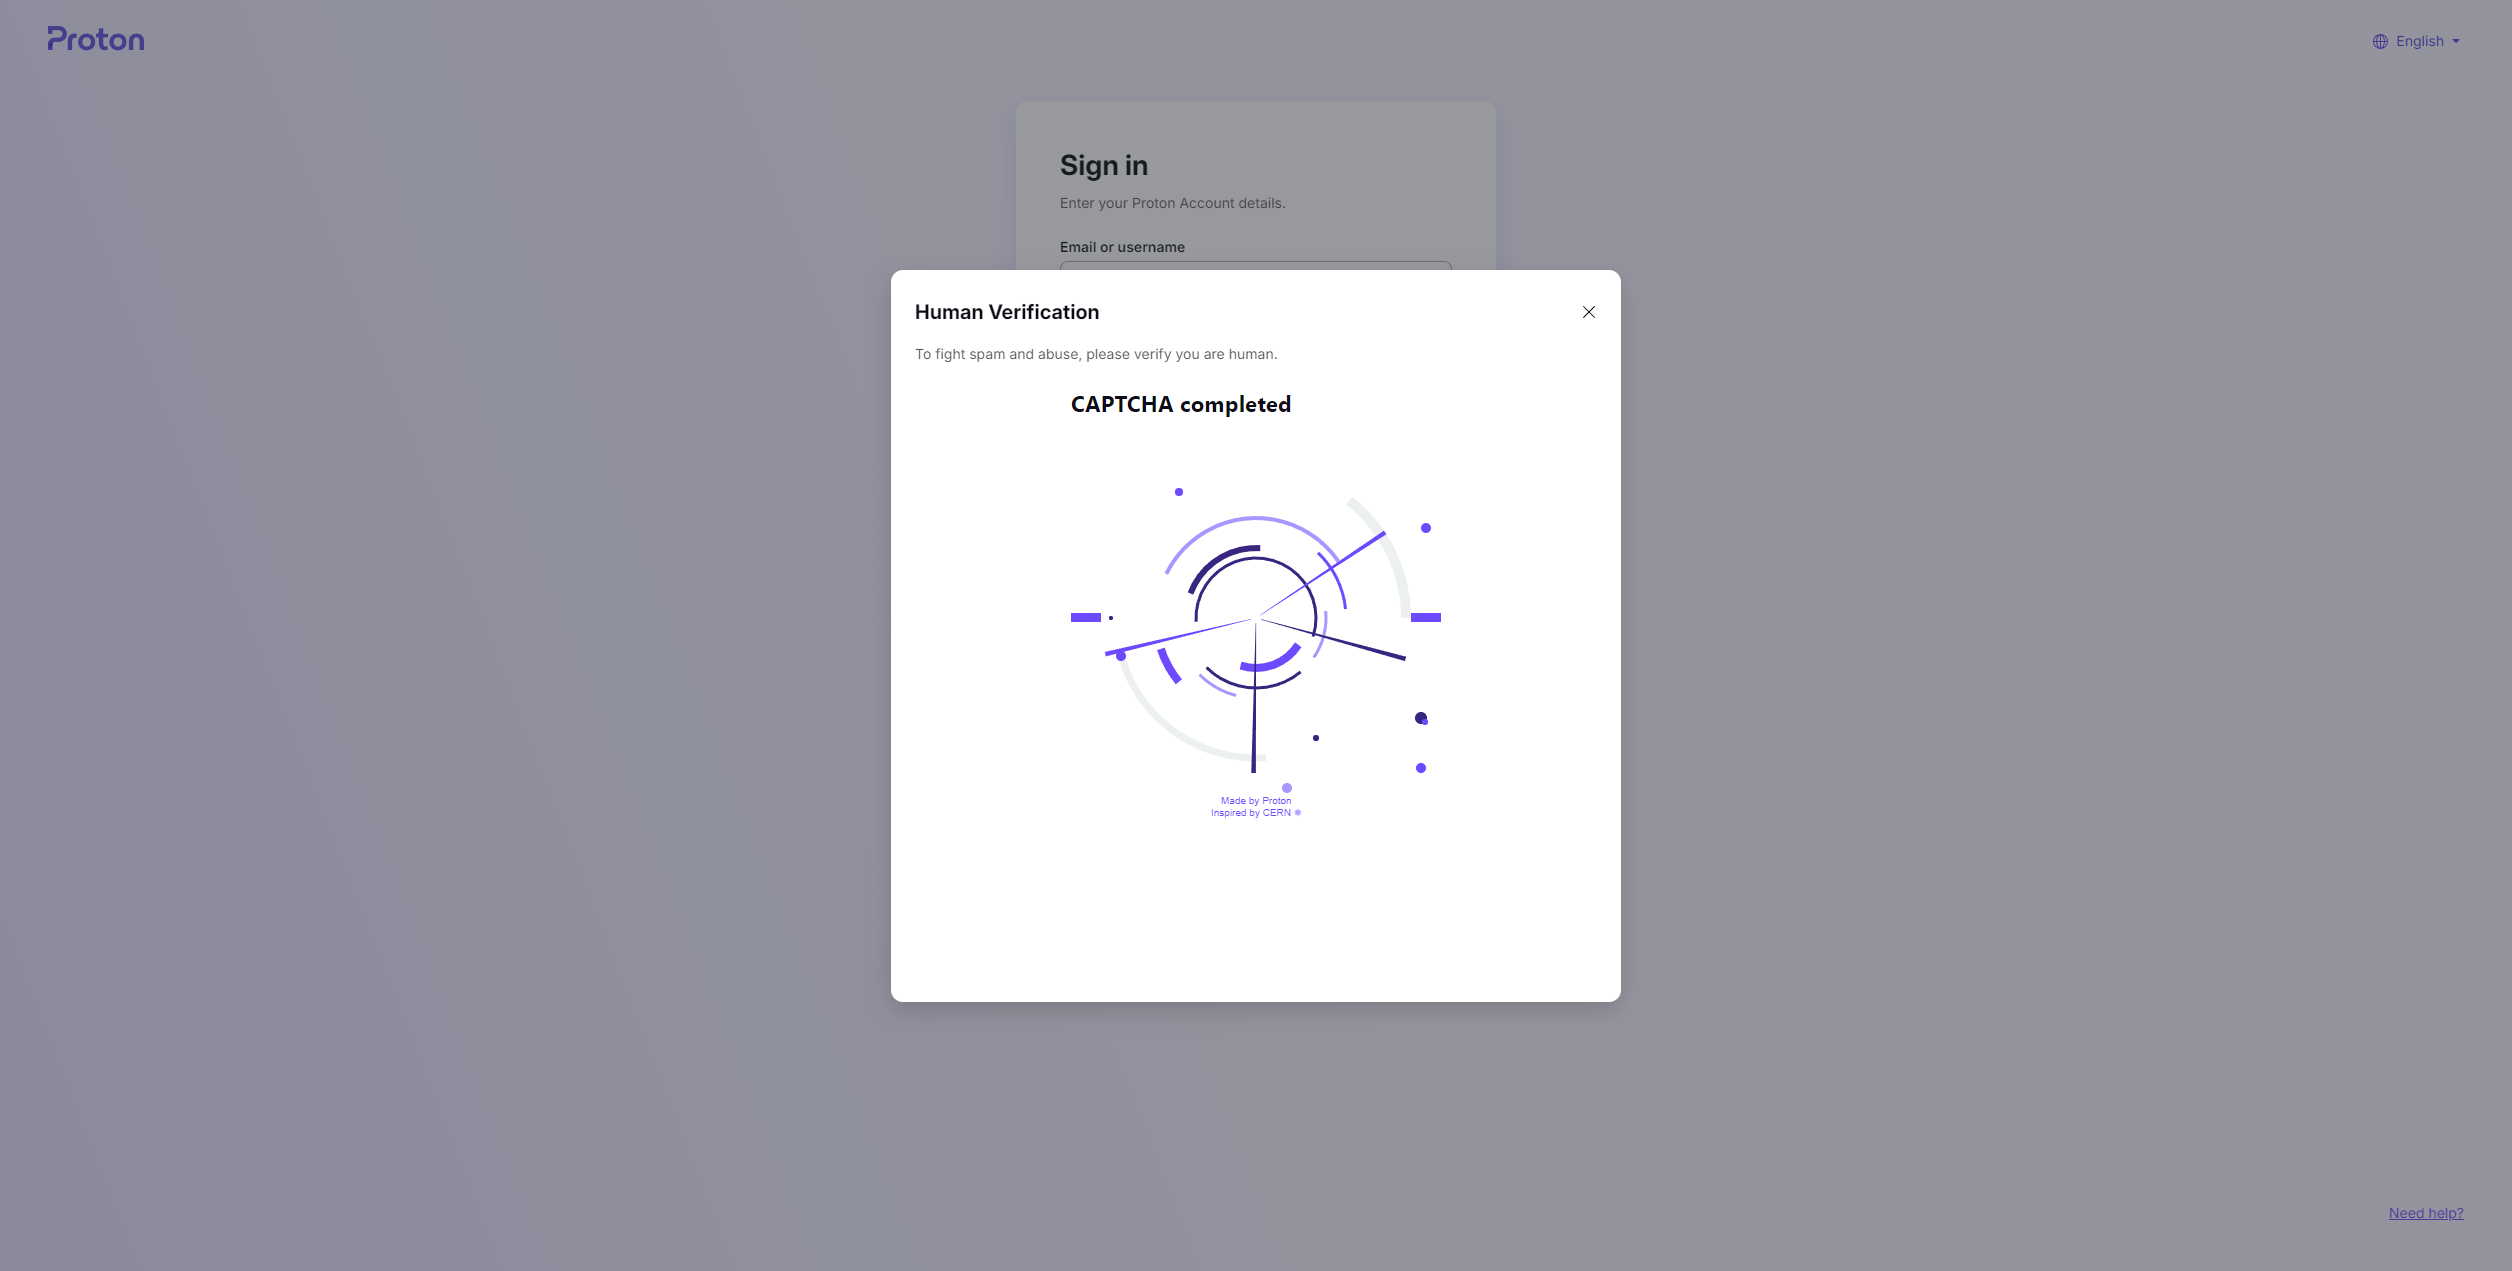 Proton
English
Sign in
Enter your Proton Account details.
Email or username
Human Verification
To fight spam and abuse, please verify you are human.
CAPTCHA completed
Made by Proton
Inspired by CERN ⚛
Need help?